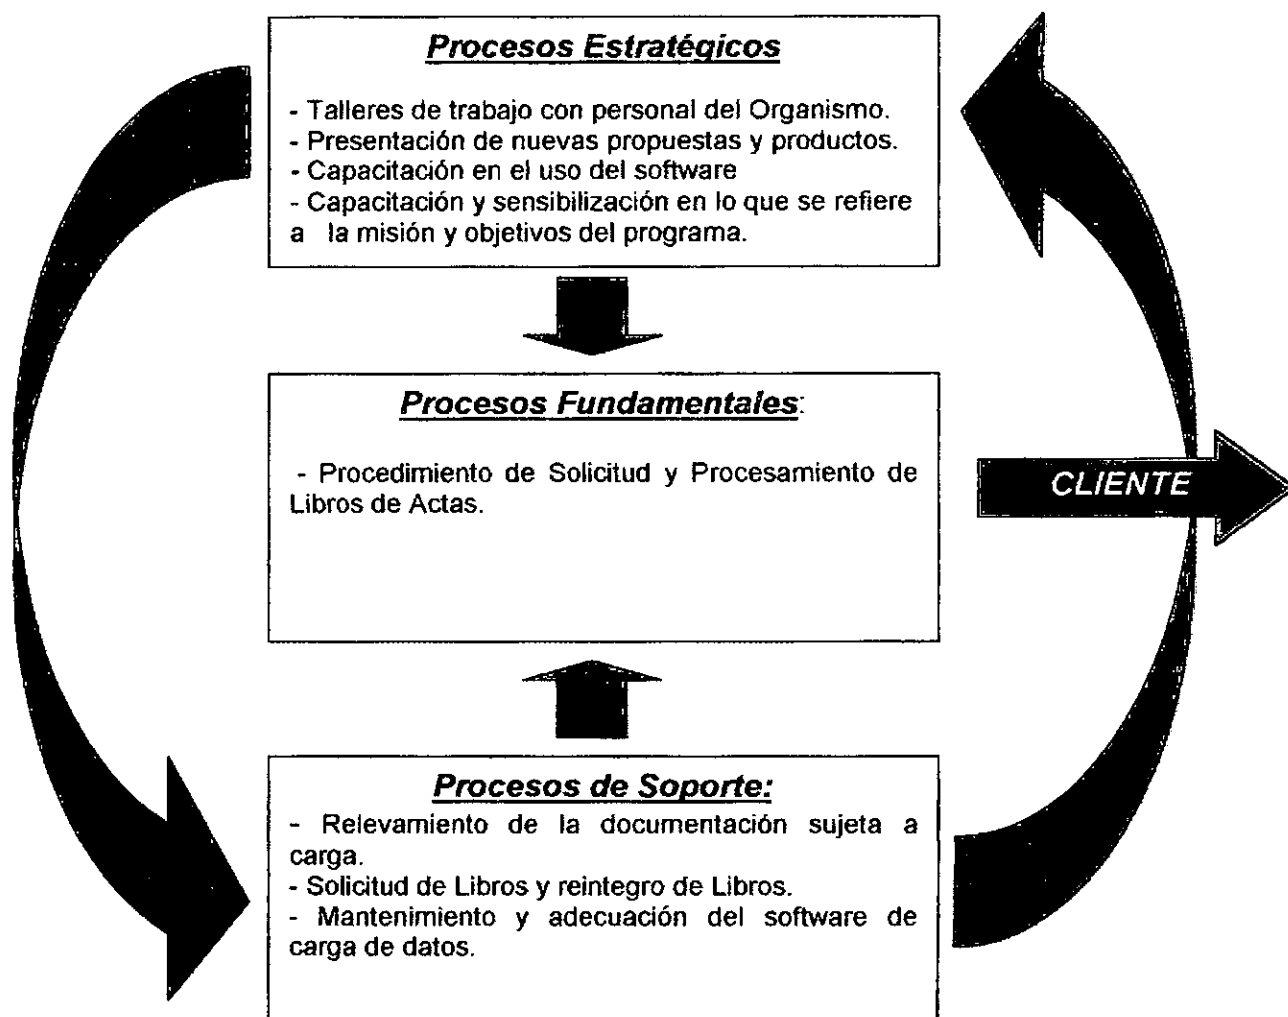 Procesos Estratégicos
- Talleres de trabajo con personal del Organismo.
- Presentación de nuevas propuestas y productos.
- Capacitación en el uso del software
- Capacitación y sensibilización en lo que se refiere
a la misión y objetivos del programa.
Procesos Fundamentales:
- Procedimiento de Solicitud y Procesamiento de
Libros de Actas.
CLIENTE
Procesos de Soporte:
- Relevamiento de la documentación sujeta a
carga.
- Solicitud de Libros y reintegro de Libros.
- Mantenimiento y adecuación del software de
carga de datos.